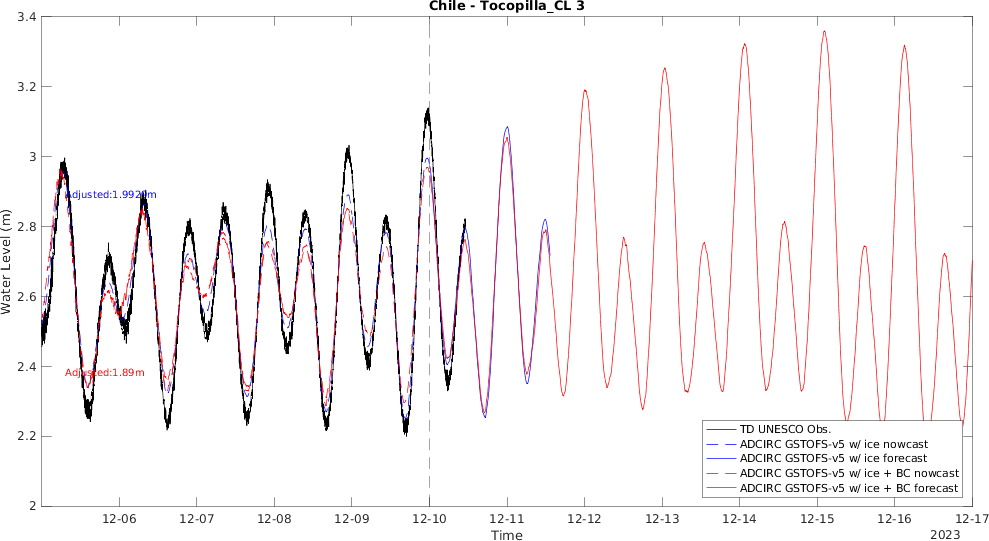 Chile - Tocopilla_CL 3
3.4
3.2
3
2.8
2.6
2.4
2.2
2
Water Level (m)
Adjusted:1.89m
TD UNESCO Obs.
ADCIRC GSTOFS-v5 w/ ice nowcast
ADCIRC GSTOFS-v5 w/ ice forecast
ADCIRC GSTOFS-v5 w/ ice + BC nowcast
ADCIRC GSTOFS-v5 w/ ice + BC forecast
12-06
12-07
12-08
12-09
12-10
12-11
12-12
12-13
12-14
12-15
12-16
12-17
Time
2023